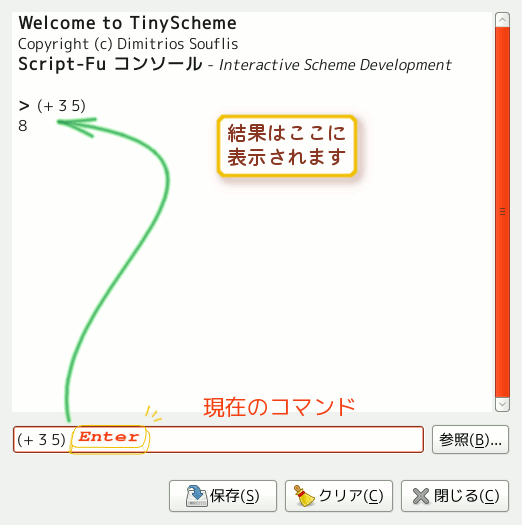 Welcome to TinyScheme
Copyright (c) Dimitrios Souflis
Script-Fu コンソール - Interactive Scheme Development
> (+ 3 5)
8
結果はここに
表示されます
現在のコマンド
(+ 3 5) Enter
参照(B)...
保存(S)
クリア(C)
閉じる(C)